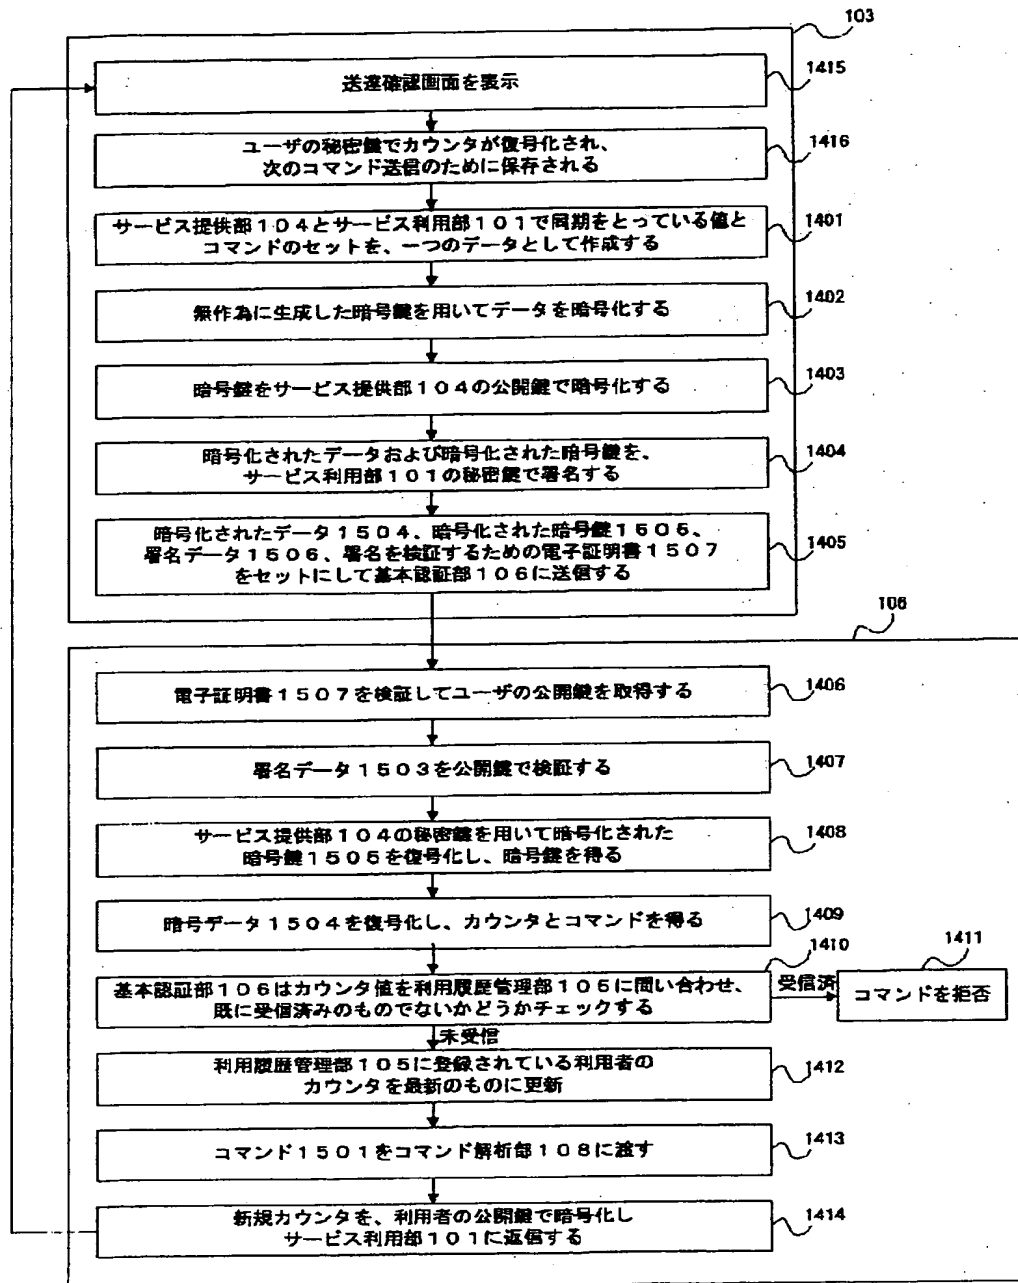 103
送達確認画面を表示
1415
ユーザの秘密鍵でカウンタが復号化され、
次のコマンド送信のために保存される
1416
サービス提供部104とサービス利用部101で同期をとっている値と
コマンドのセットを、一つのデータとして作成する
1401
無作為に生成した暗号鍵を用いてデータを暗号化する
1402
暗号鍵をサービス提供部104の公開鍵で暗号化する
1403
暗号化されたデータおよび暗号化された暗号鍵を、
サービス利用部101の秘密鍵で署名する
1404
暗号化されたデータ1504、暗号化された暗号鍵1505、
署名データ1506、署名を検証するための電子証明書1507
をセットにして基本認証部106に送信する
1405
106
電子証明書1507を検証してユーザの公開鍵を取得する
1406
署名データ1503を公開鍵で検証する
1407
サービス提供部104の秘密鍵を用いて暗号化された
暗号鍵1505を復号化し、暗号鍵を得る
1408
暗号データ1504を復号化し、カウンタとコマンドを得る
1409
1410
基本認証部106はカウンタ値を利用履歴管理部105に問い合わせ、
既に受信済みのものでないかどうかチェックする
受信済
1411
コマンドを拒否
未受信
利用履歴管理部105に登録されている利用者の
カウンタを最新のものに更新
1412
コマンド1501をコマンド解析部108に渡す
1413
新規カウンタを、利用者の公開鍵で暗号化し
サービス利用部101に返信する
1414